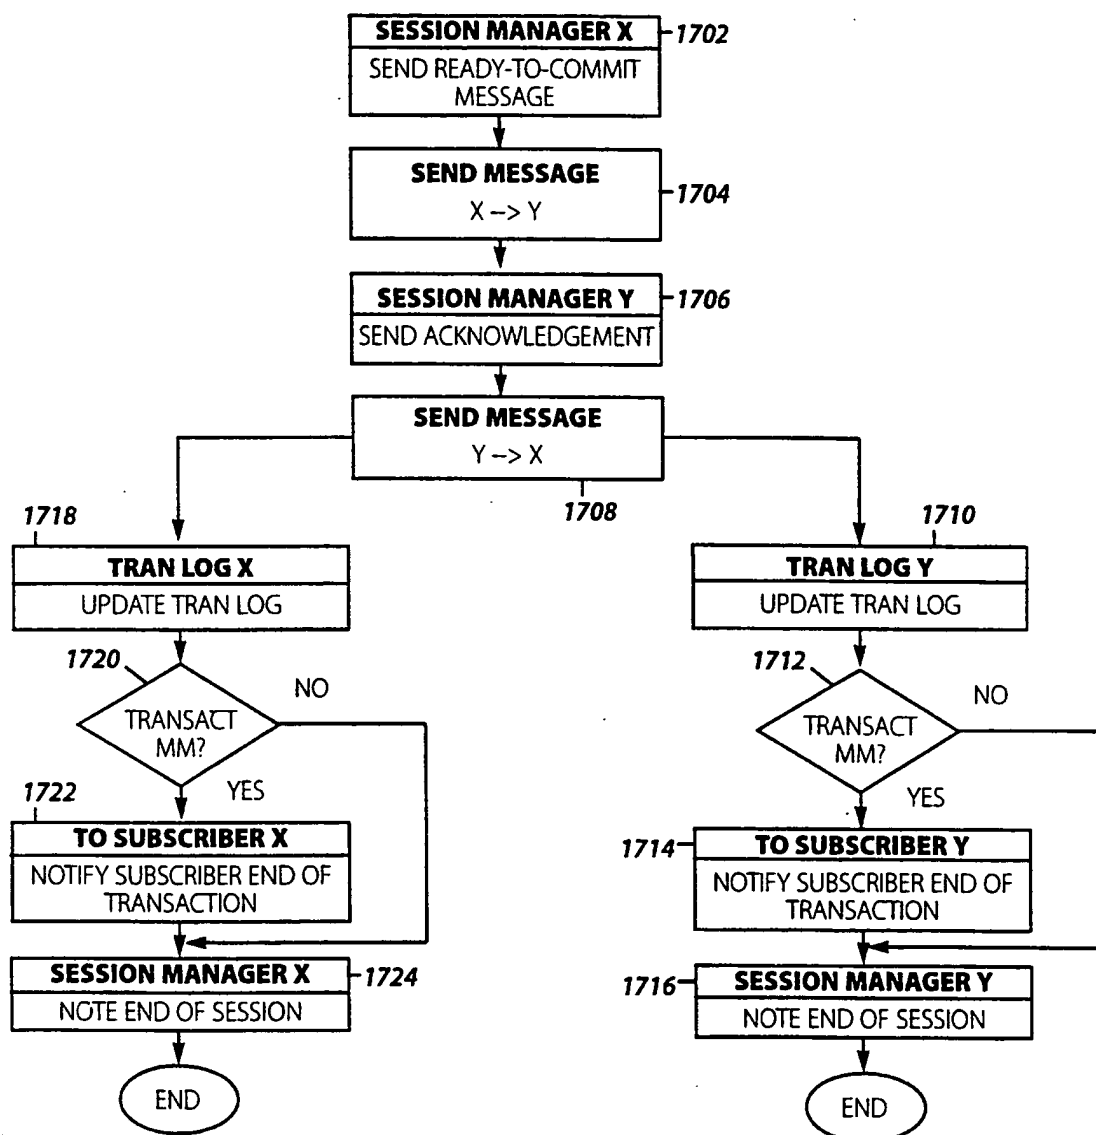 SESSION MANAGER X
1702
SEND READY-TO-COMMIT
MESSAGE
SEND MESSAGE
1704
X --> Y
SESSION MANAGER Y
1706
SEND ACKNOWLEDGEMENT
SEND MESSAGE
Y --> X
1708
1718
TRAN LOG X
UPDATE TRAN LOG
1720
NO
TRANSACT
MM?
YES
1722
TO SUBSCRIBER X
NOTIFY SUBSCRIBER END OF
TRANSACTION
SESSION MANAGER X
1724
NOTE END OF SESSION
END
1710
TRAN LOG Y
UPDATE TRAN LOG
1712
NO
TRANSACT
MM?
YES
1714
TO SUBSCRIBER Y
NOTIFY SUBSCRIBER END OF
TRANSACTION
1716
SESSION MANAGER Y
NOTE END OF SESSION
END